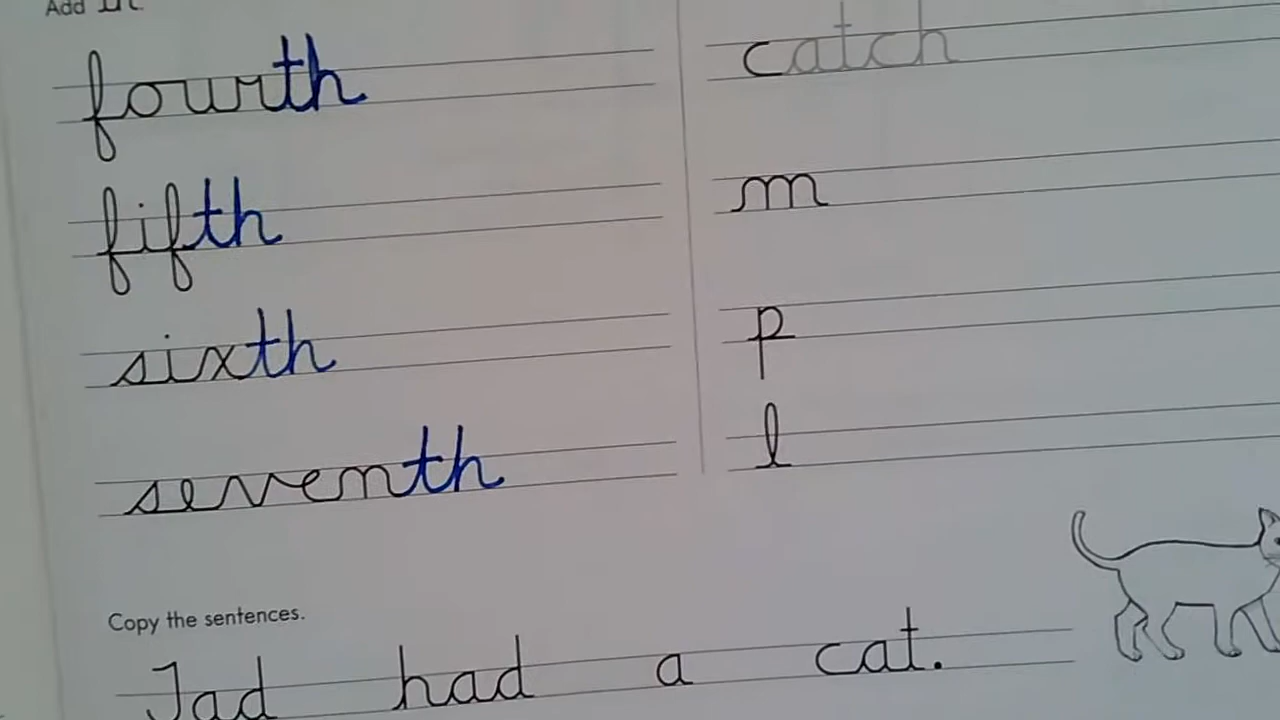 Add th
fourth
fifth
sixth
seventh
catch
m
p
l
Copy the sentences.
Jad had a cat.